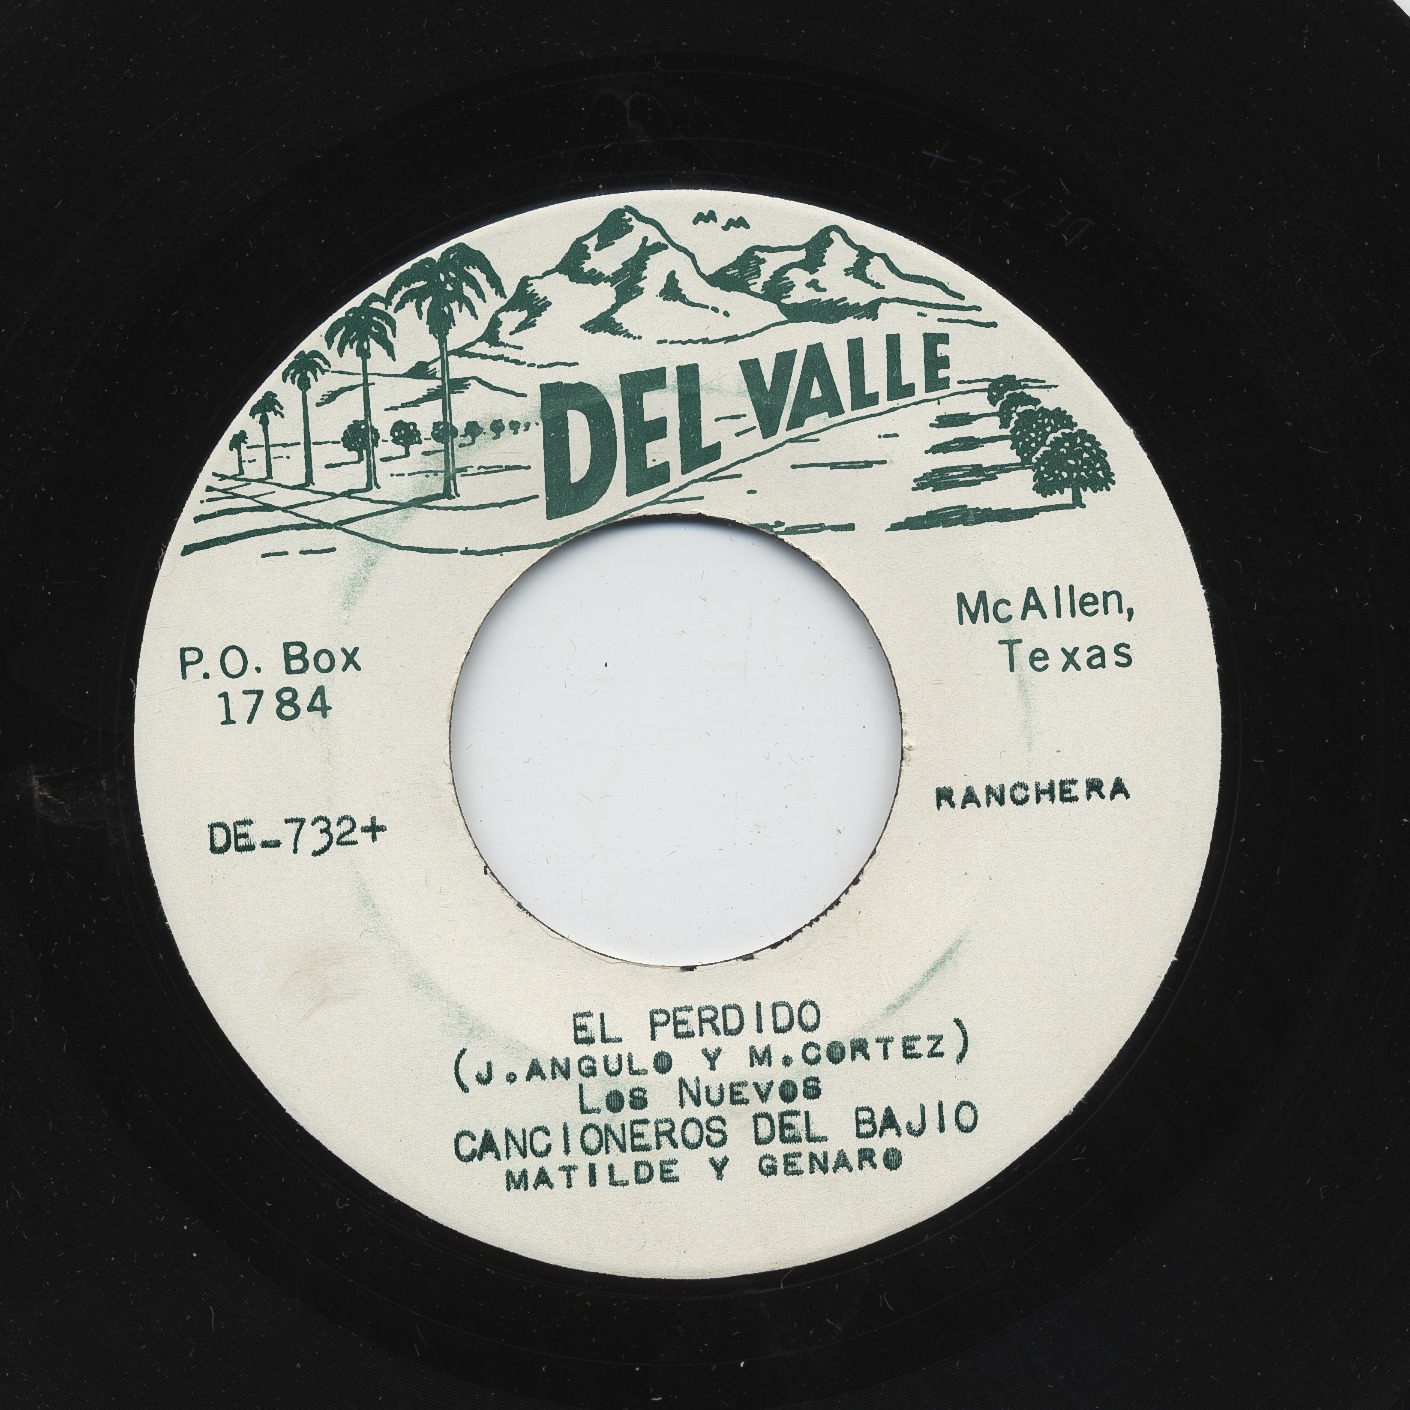 DEL VALLE
McAllen,
Texas
P.O. Box
1784
RANCHERA
DE-732+
EL PERDIDO
(J.ANGULO Y M.CORTEZ)
LOS NUEVOS
CANCIONEROS DEL BAJIO
MATILDE Y GENARO